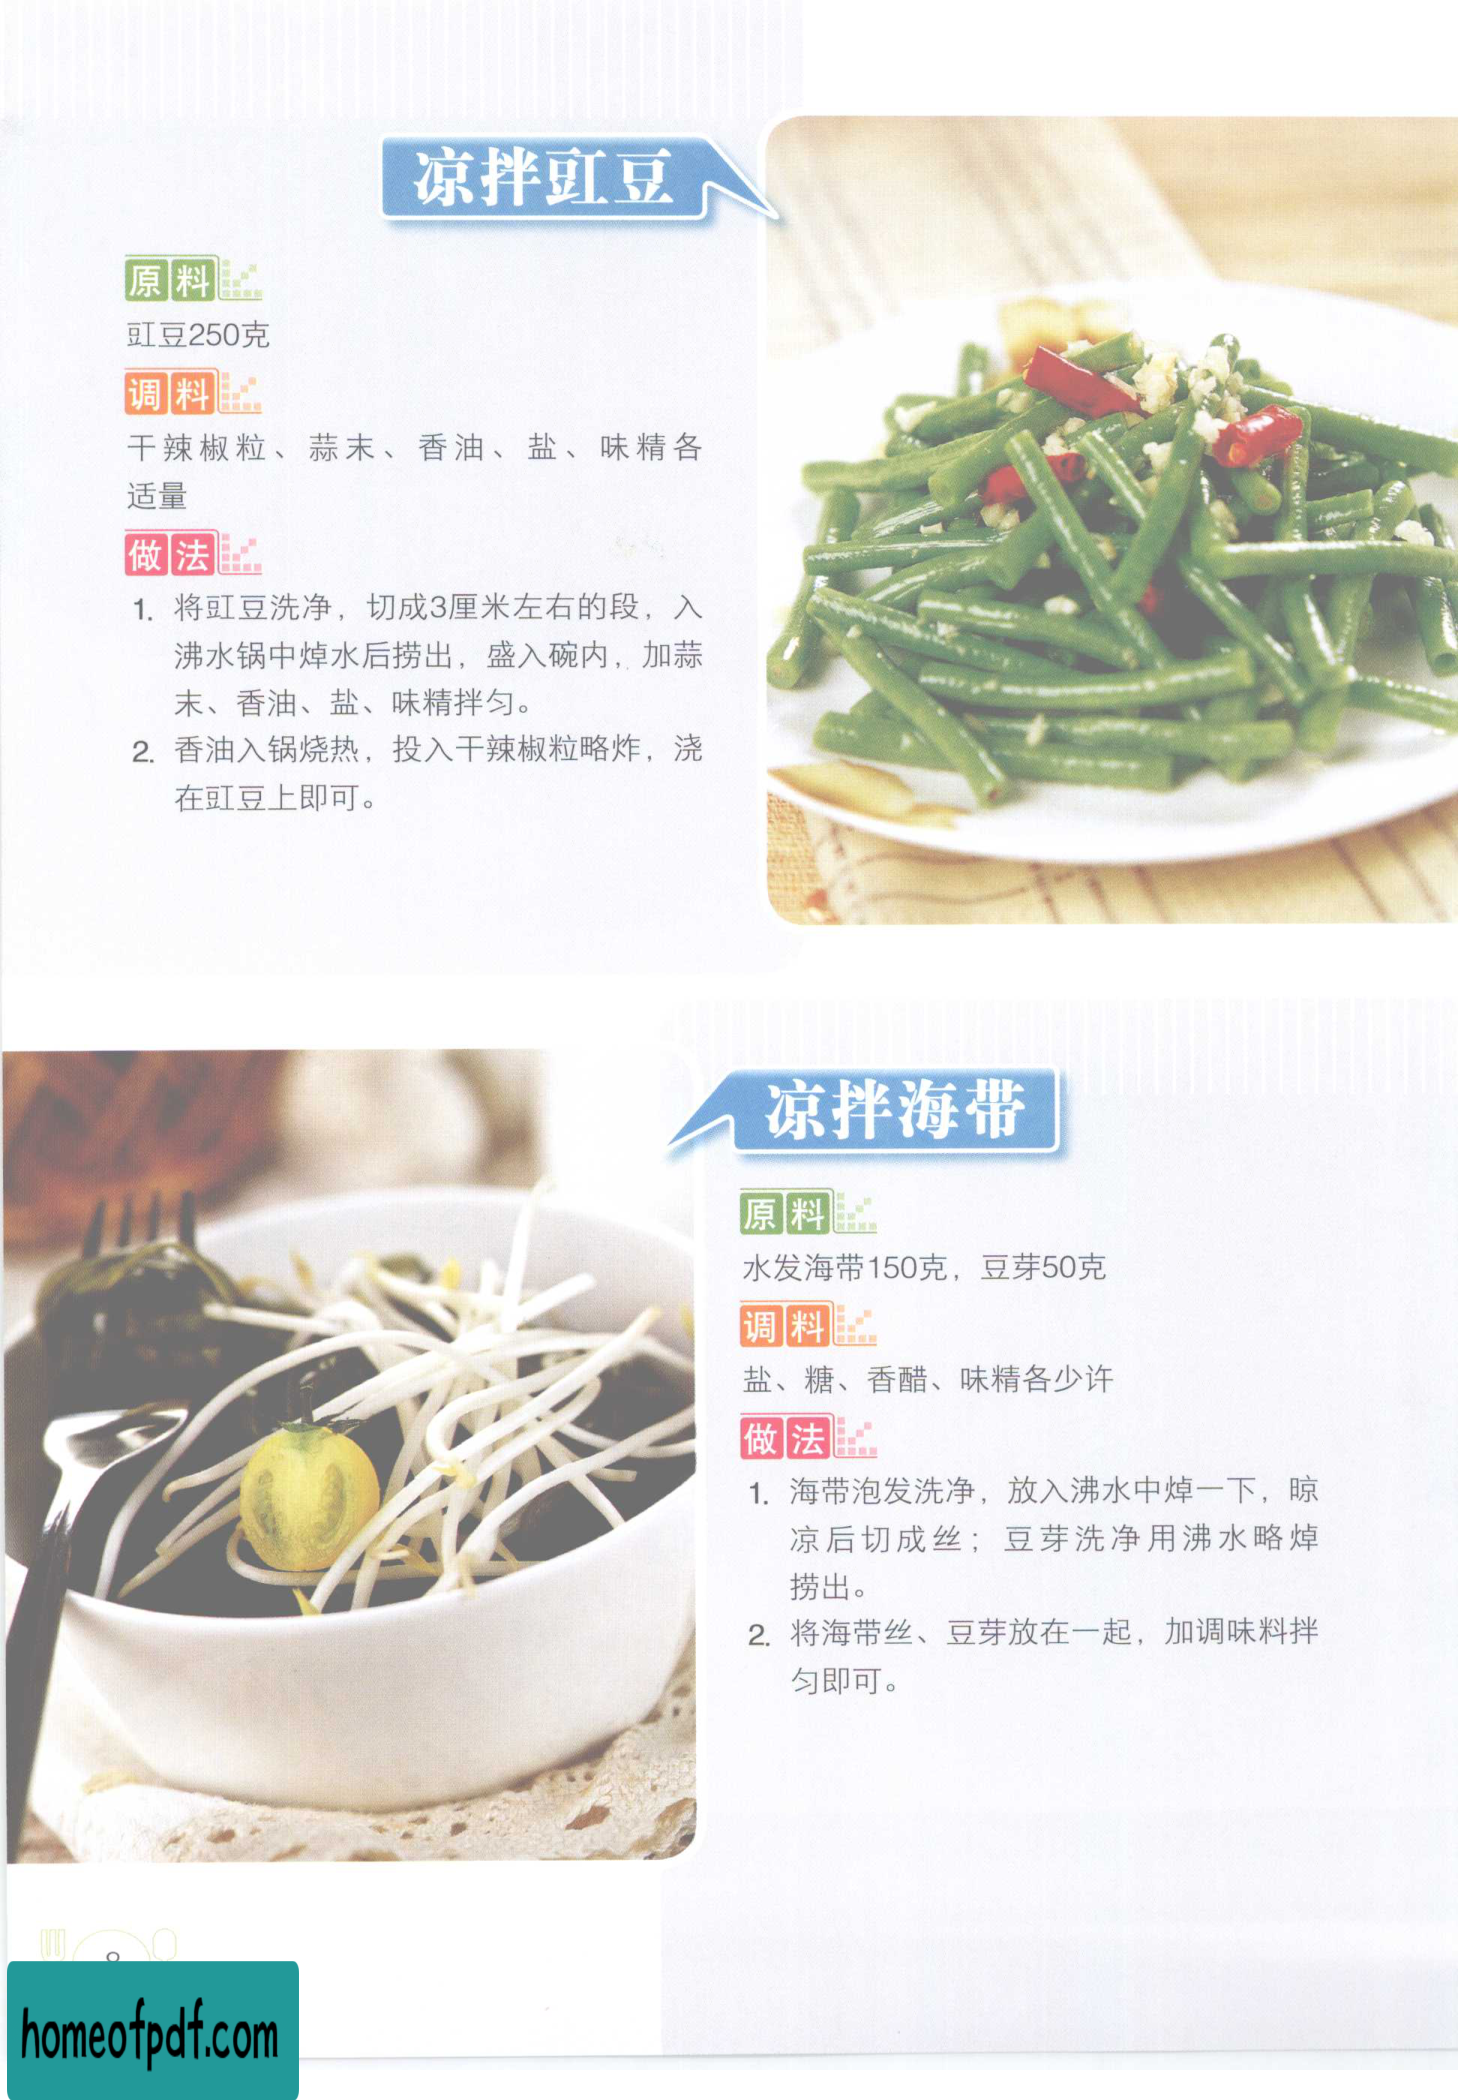 凉拌豇豆
原料
豇豆250克
调料
干辣椒粒、蒜末、香油、盐、味精各
适量
做法
1. 将豇豆洗净，切成3厘米左右的段，入
沸水锅中焯水后捞出，盛入碗内，加蒜
末、香油、盐、味精拌匀。
2. 香油入锅烧热，投入干辣椒粒略炸，浇
在豇豆上即可。
凉拌海带
原料
水发海带150克，豆芽50克
调料
盐、糖、香醋、味精各少许
做法
1. 海带泡发洗净，放入沸水中焯一下，晾
凉后切成丝；豆芽洗净用沸水略焯
捞出。
2. 将海带丝、豆芽放在一起，加调味料拌
匀即可。
homeofpdf.com